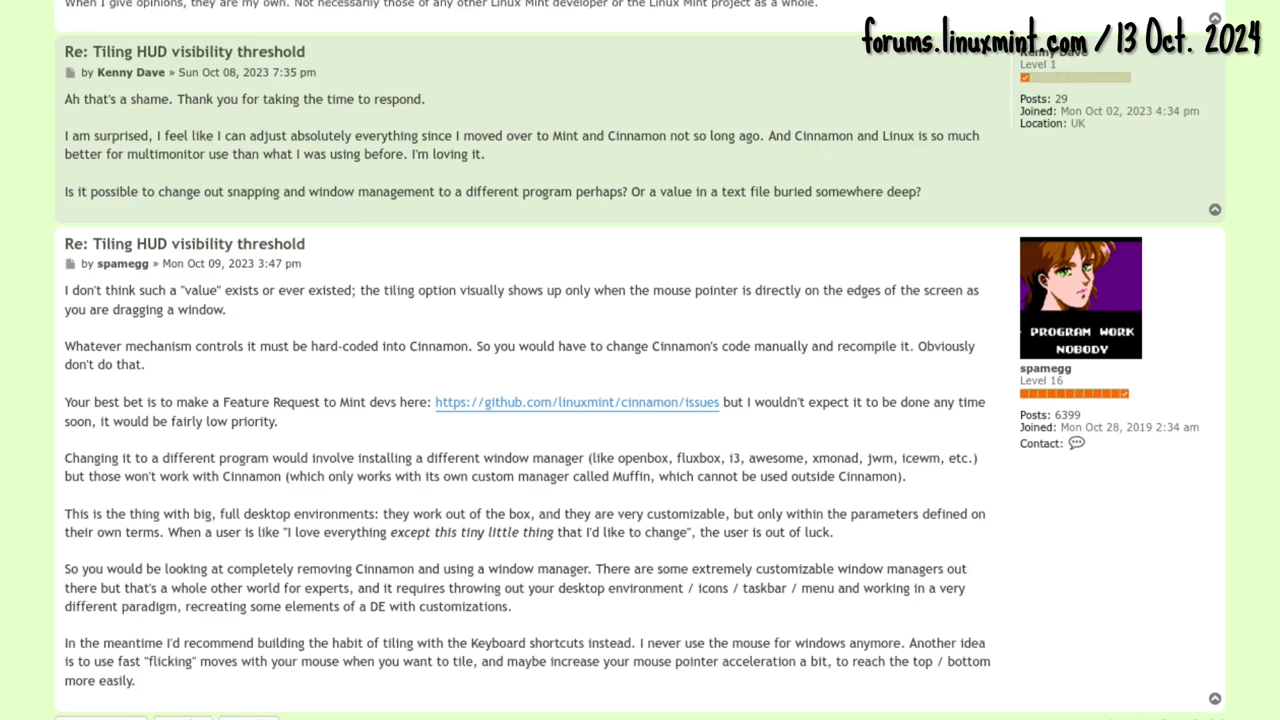 When I give opinions, they are my own. Not necessarily those of any other Linux Mint developer or the Linux Mint project as a whole.
forums.linuxmint.com / 13 Oct. 2024
Re: Tiling HUD visibility threshold
by Kenny Dave » Sun Oct 08, 2023 7:35 pm
Kenny Dave
Level 1
Posts: 29
Joined: Mon Oct 02, 2023 4:34 pm
Location: UK
Ah that's a shame. Thank you for taking the time to respond.
I am surprised, I feel like I can adjust absolutely everything since I moved over to Mint and Cinnamon not so long ago. And Cinnamon and Linux is so much
better for multimonitor use than what I was using before. I'm loving it.
Is it possible to change out snapping and window management to a different program perhaps? Or a value in a text file buried somewhere deep?
Re: Tiling HUD visibility threshold
by spamegg » Mon Oct 09, 2023 3:47 pm
PROGRAM WORK
NOBODY
spamegg
Level 16
Posts: 6399
Joined: Mon Oct 28, 2019 2:34 am
Contact:
I don't think such a "value" exists or ever existed; the tiling option visually shows up only when the mouse pointer is directly on the edges of the screen as
you are dragging a window.
Whatever mechanism controls it must be hard-coded into Cinnamon. So you would have to change Cinnamon's code manually and recompile it. Obviously
don't do that.
Your best bet is to make a Feature Request to Mint devs here: https://github.com/linuxmint/cinnamon/issues but I wouldn't expect it to be done any time
soon, it would be fairly low priority.
Changing it to a different program would involve installing a different window manager (like openbox, fluxbox, i3, awesome, xmonad, jwm, icewm, etc.)
but those won't work with Cinnamon (which only works with its own custom manager called Muffin, which cannot be used outside Cinnamon).
This is the thing with big, full desktop environments: they work out of the box, and they are very customizable, but only within the parameters defined on
their own terms. When a user is like "I love everything except this tiny little thing that I'd like to change", the user is out of luck.
So you would be looking at completely removing Cinnamon and using a window manager. There are some extremely customizable window managers out
there but that's a whole other world for experts, and it requires throwing out your desktop environment / icons / taskbar / menu and working in a very
different paradigm, recreating some elements of a DE with customizations.
In the meantime I'd recommend building the habit of tiling with the Keyboard shortcuts instead. I never use the mouse for windows anymore. Another idea
is to use fast "flicking" moves with your mouse when you want to tile, and maybe increase your mouse pointer acceleration a bit, to reach the top / bottom
more easily.